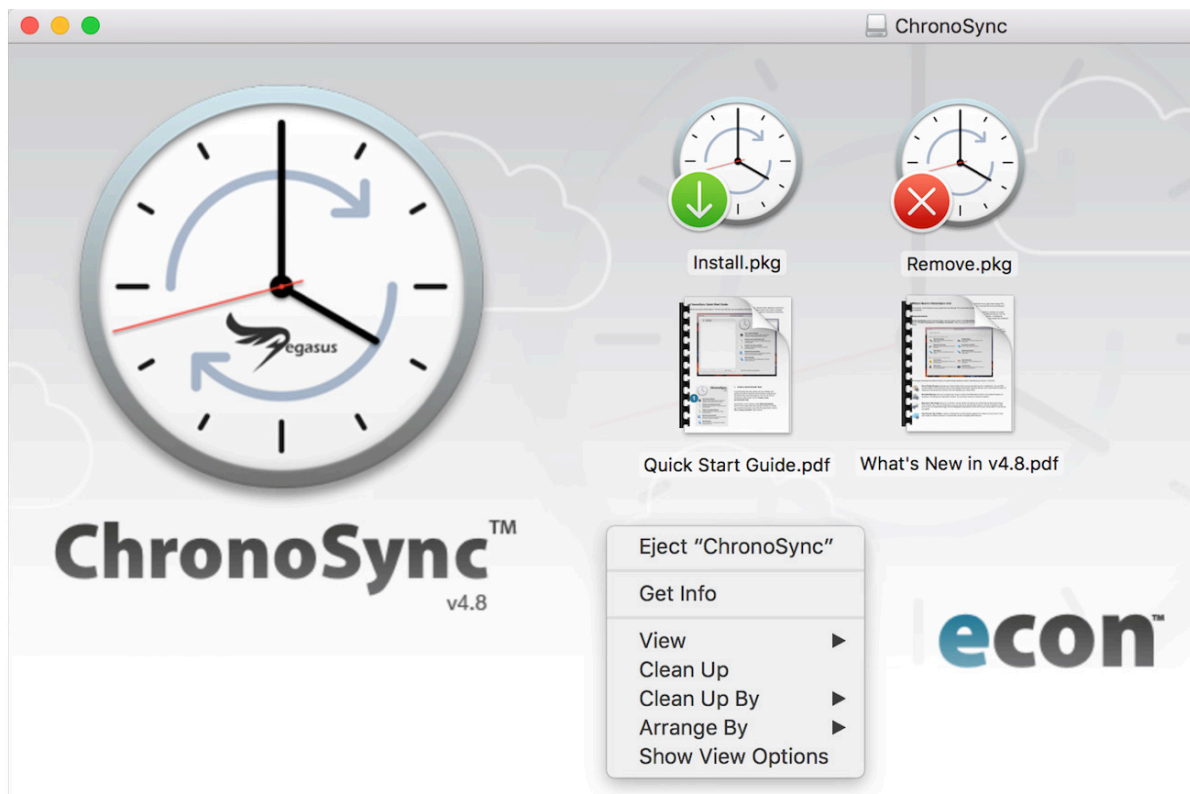 ChronoSync
Pegasus
ChronoSync™
v4.8
Install.pkg
Remove.pkg
Quick Start Guide.pdf
What's New in v4.8.pdf
Eject “ChronoSync”
Get Info
View
Clean Up
Clean Up By
Arrange By
Show View Options
econ™